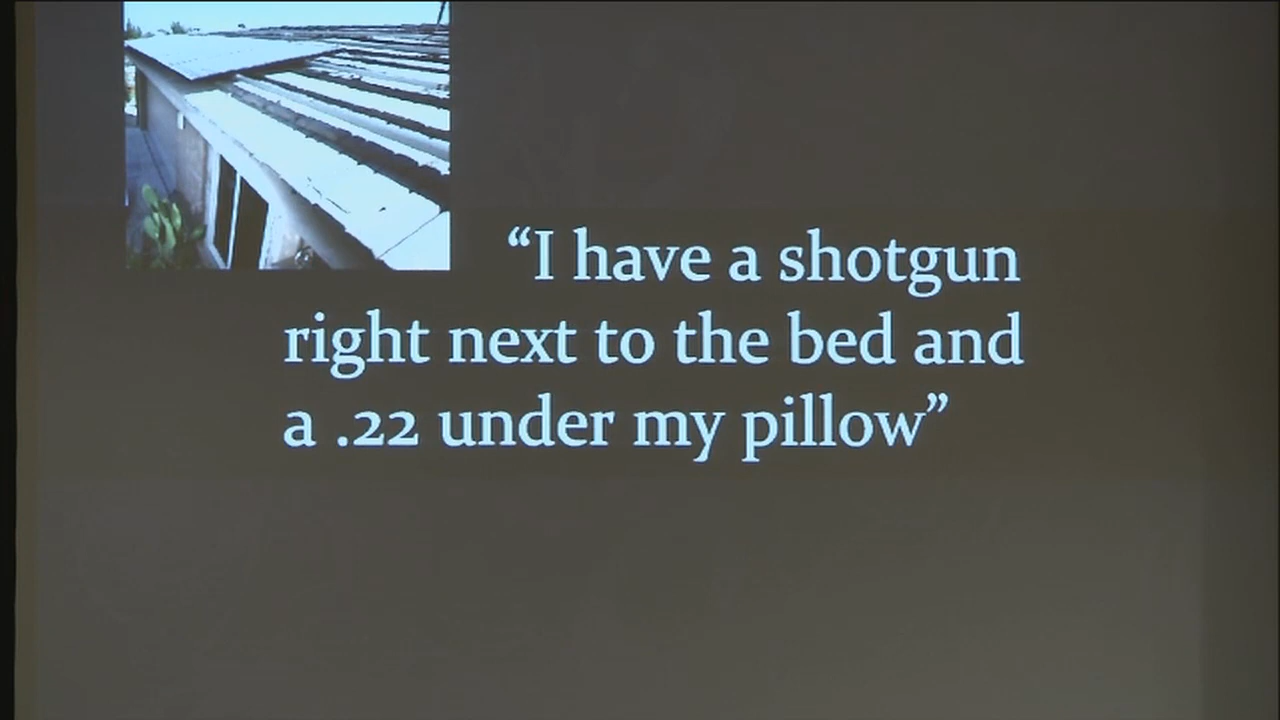 “I have a shotgun
right next to the bed and
a .22 under my pillow”